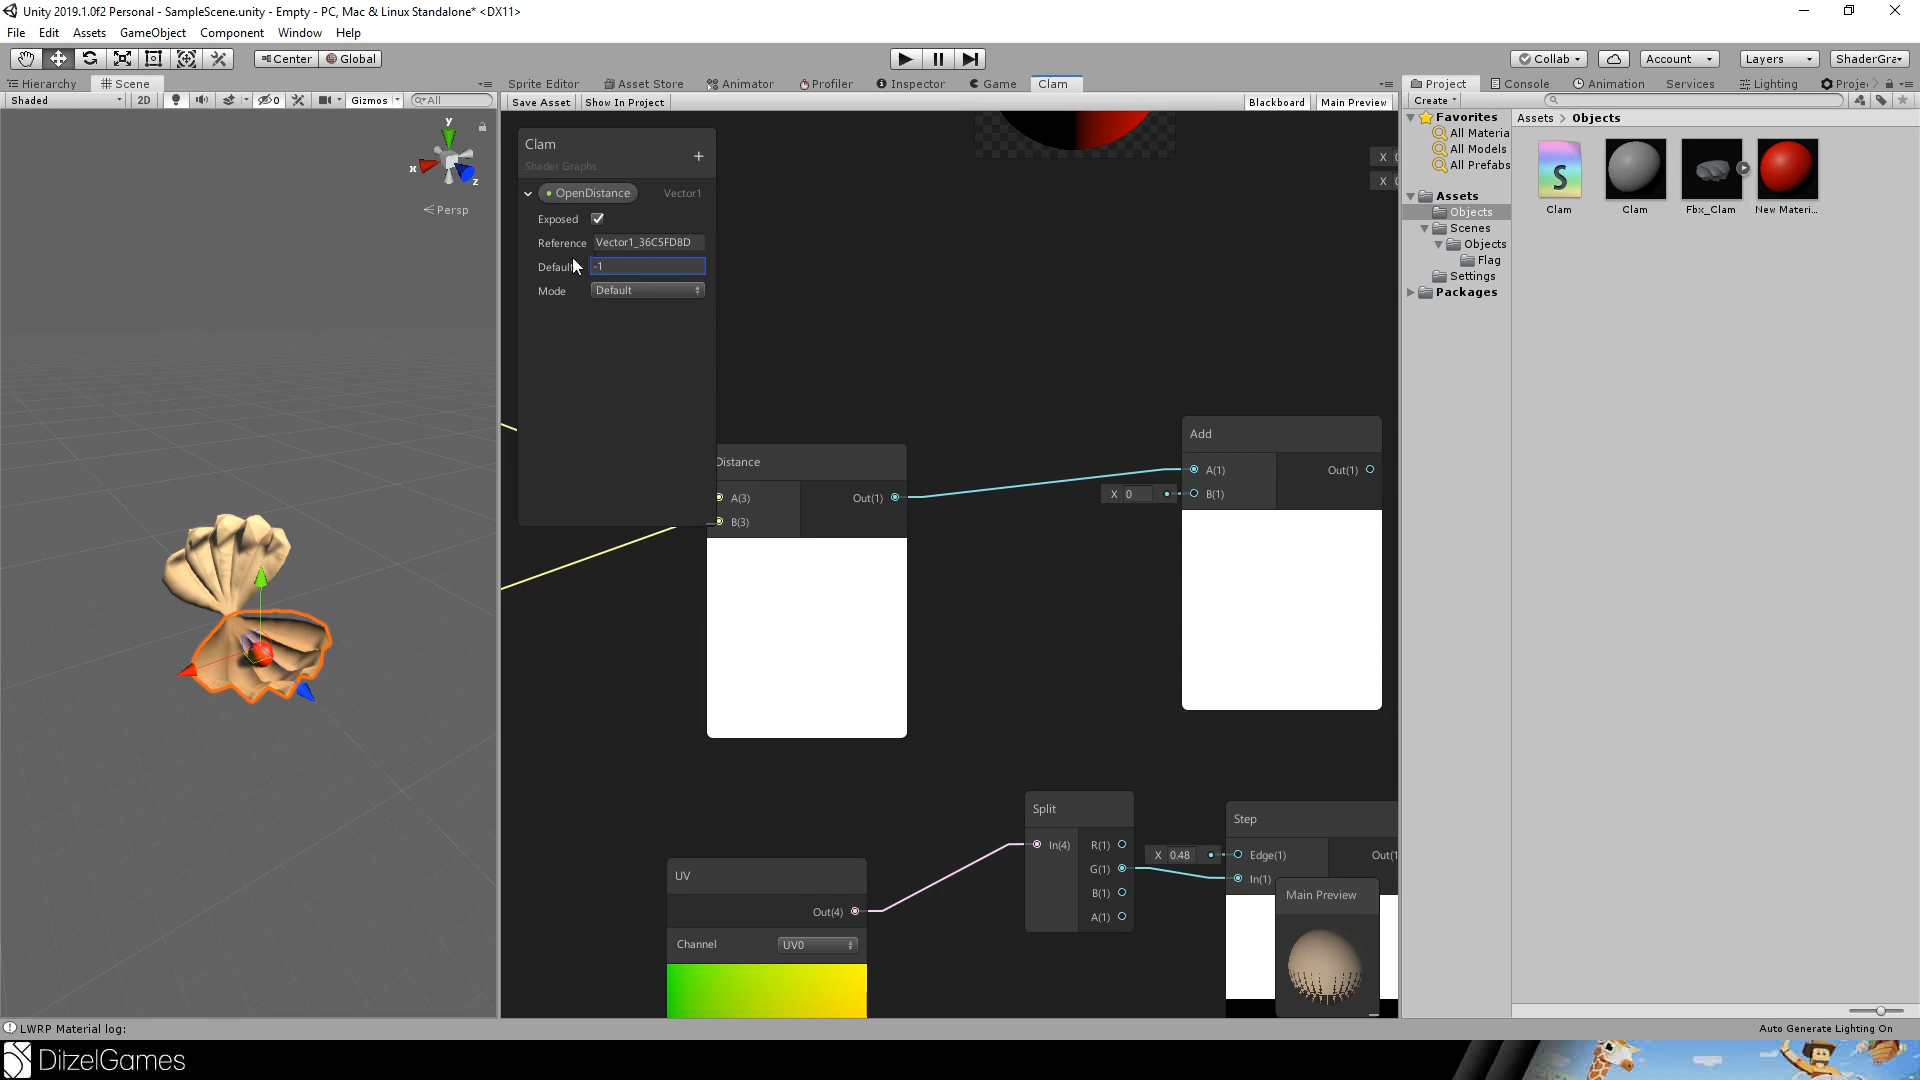 Unity 2019.1.0f2 Personal - SampleScene.unity - Empty - PC, Mac & Linux Standalone* <DX11>
File Edit Assets GameObject Component Window Help
Center Global Collab Account Layers ShaderGra
Hierarchy Scene Sprite Editor Asset Store Animator Profiler Inspector Game Clam Project Console Animation Services Lighting Proje
Shaded 2D 0 Gizmos All Save Asset Show In Project Blackboard Main Preview Create
y
x
z
Persp
Clam
Shader Graphs
OpenDistance Vector1
Exposed
Reference Vector1_36C5FD8D
Default -1
Mode Default
X
X
Distance
A(3) Out(1)
B(3)
Add
A(1) Out(1)
X 0 B(1)
Split
In(4) R(1)
G(1)
B(1)
A(1)
Step
X 0.48 Edge(1) Out(1
In(1)
UV
Out(4)
Channel UV0
Main Preview
Favorites
All Materia
All Models
All Prefabs
Assets
Objects
Scenes
Objects
Flag
Settings
Packages
Assets > Objects
S
Clam Clam Fbx_Clam New Materi...
LWRP Material log:
Auto Generate Lighting On
DitzelGames